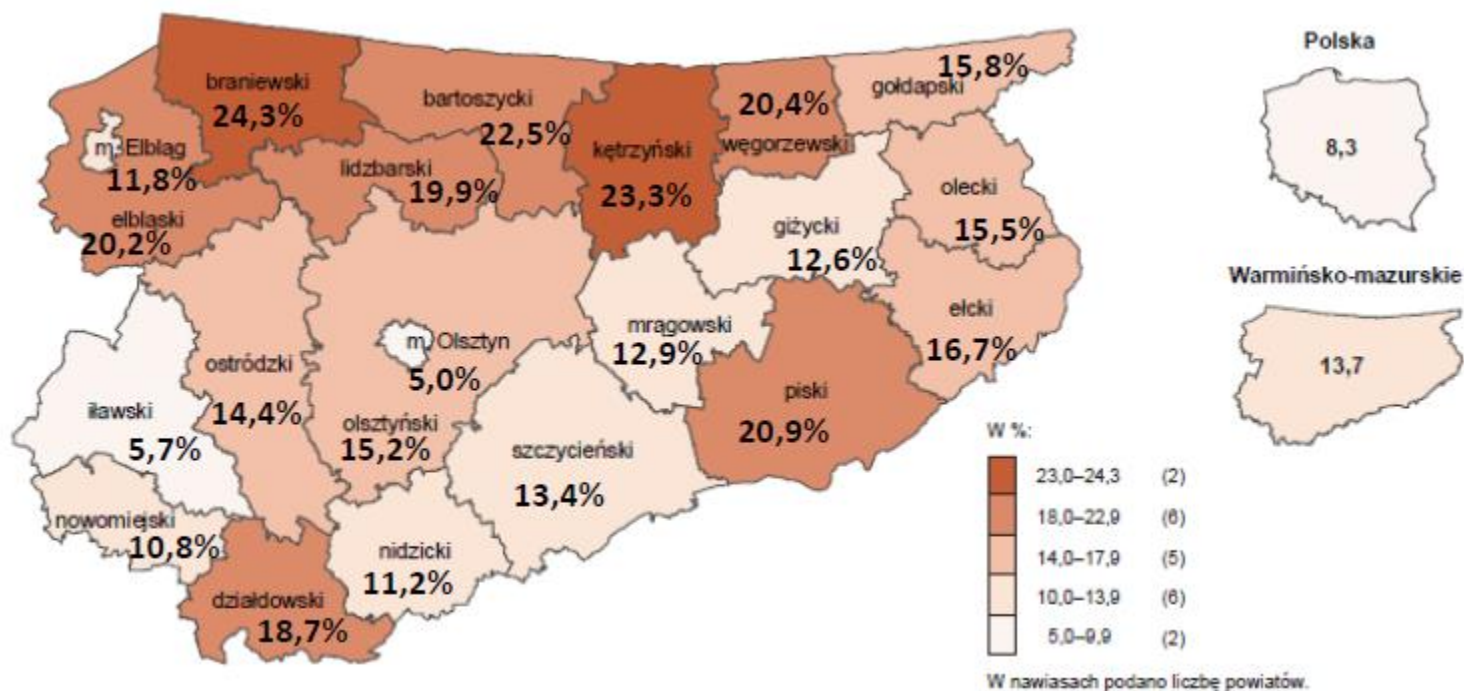 braniewski
24,3%
bartoszycki
22,5%
kętrzyński
23,3%
20,4%
węgorzewski
15,8%
gołdapski
m. Elbląg
11,8%
elbląski
20,2%
lidzbarski
19,9%
olecki
15,5%
giżycki
12,6%
ełcki
16,7%
mrągowski
12,9%
piski
20,9%
m. Olsztyn
5,0%
olsztyński
15,2%
ostródzki
14,4%
iławski
5,7%
szczycieński
13,4%
nowomiejski
10,8%
nidzicki
11,2%
działdowski
18,7%
Polska
8,3
Warmińsko-mazurskie
13,7
W %:
23,0–24,3 (2)
18,0–22,9 (6)
14,0–17,9 (5)
10,0–13,9 (6)
5,0–9,9 (2)
W nawiasach podano liczbę powiatów.